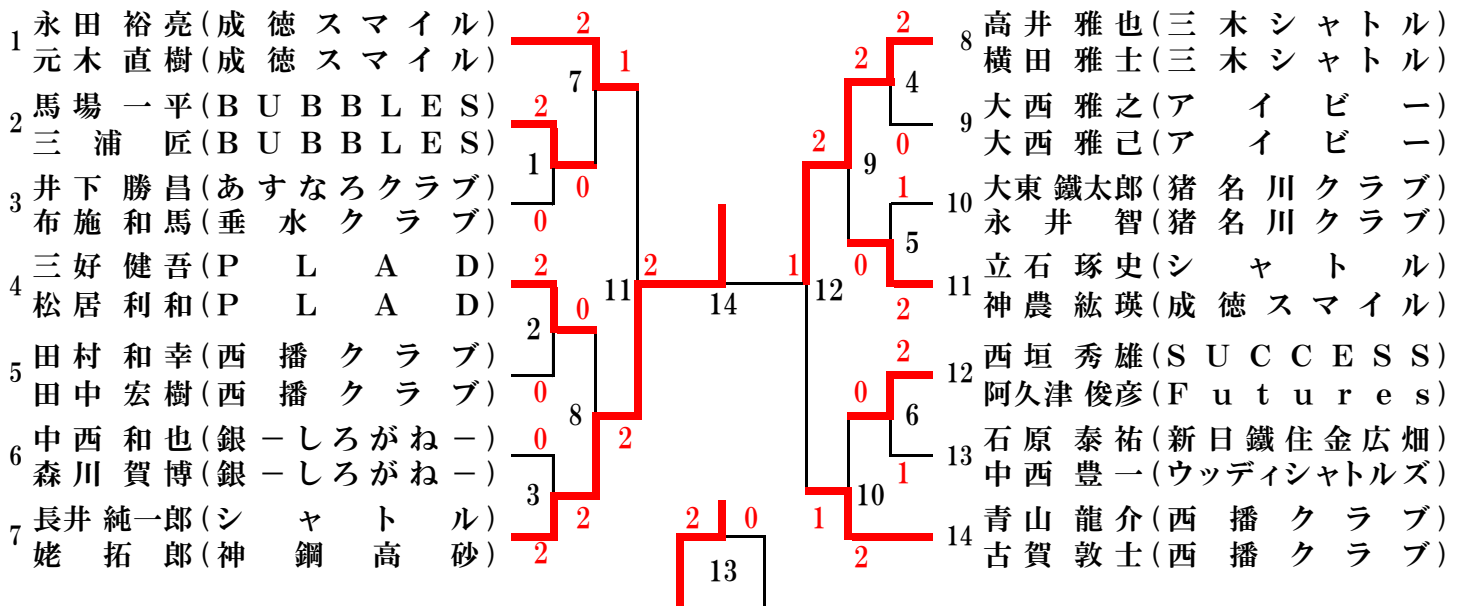 1
永田 裕亮(成徳スマイル)
元木 直樹(成徳スマイル)
2
馬場 一平(BUBBLES)
三浦 匠(BUBBLES)
3
井下 勝昌(あすなろクラブ)
布施 和馬(垂水クラブ)
4
三好 健吾(PLAD)
松居 利和(PLAD)
5
田村 和幸(西播クラブ)
田中 宏樹(西播クラブ)
6
中西 和也(銀－しろがね－)
森川 賀博(銀－しろがね－)
7
長井 純一郎(シャトル)
姥 拓郎(神鋼高砂)
2
7
1
2
1
0
0
2
0
2
0
8
0
3
2
2
2
11
2
14
1
12
2 0
13
2
2
4
0
2
9
1
5
0
2
2
0
6
1
10
1
2
8
高井 雅也(三木シャトル)
横田 雅士(三木シャトル)
9
大西 雅之(アイビー)
大西 雅己(アイビー)
10
大東 鐵太郎(猪名川クラブ)
永井 智(猪名川クラブ)
11
立石 琢史(シャトル)
神農 紘瑛(成徳スマイル)
12
西垣 秀雄(SUCCESS)
阿久津 俊彦(Futures)
13
石原 泰祐(新日鐵住金広畑)
中西 豊一(ウッディシャトルズ)
14
青山 龍介(西播クラブ)
古賀 敦士(西播クラブ)